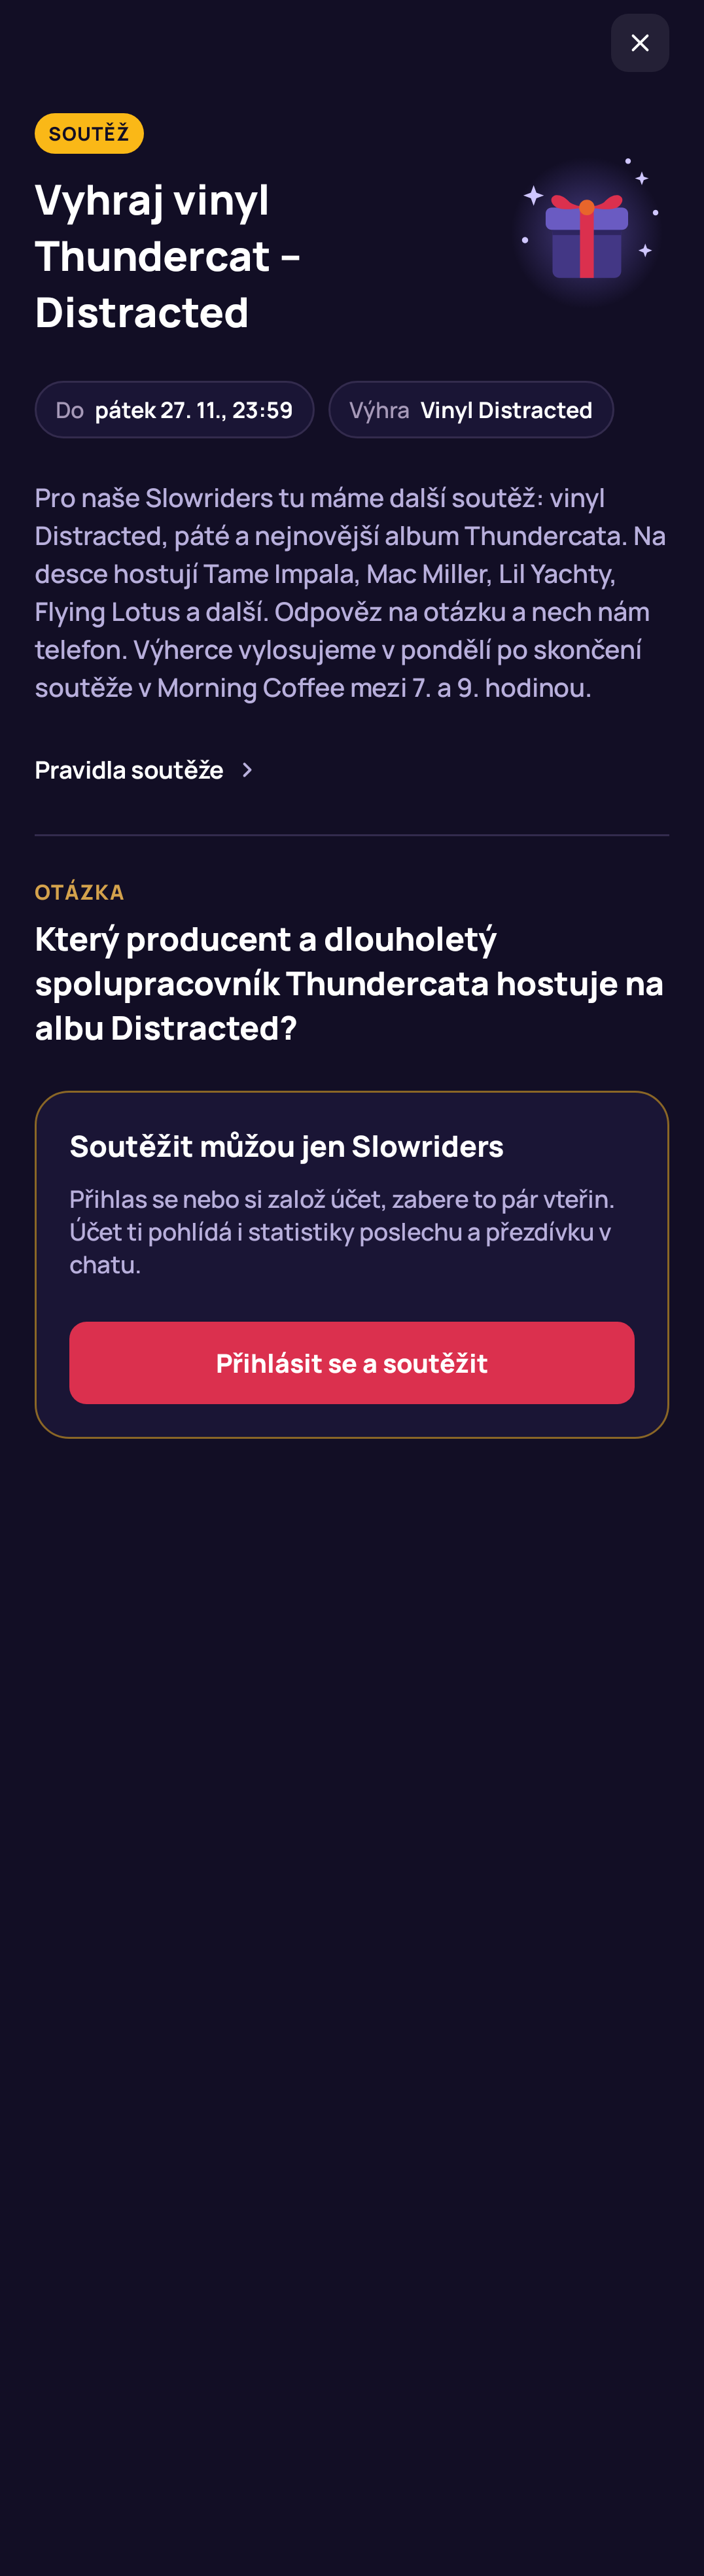 SOUTĚŽ
Vyhraj vinyl
Thundercat –
Distracted
Do pátek 27. 11., 23:59
Výhra Vinyl Distracted
Pro naše Slowriders tu máme další soutěž: vinyl
Distracted, páté a nejnovější album Thundercata. Na
desce hostují Tame Impala, Mac Miller, Lil Yachty,
Flying Lotus a další. Odpověz na otázku a nech nám
telefon. Výherce vylosujeme v pondělí po skončení
soutěže v Morning Coffee mezi 7. a 9. hodinou.
Pravidla soutěže
OTÁZKA
Který producent a dlouholetý
spolupracovník Thundercata hostuje na
albu Distracted?
Soutěžit můžou jen Slowriders
Přihlas se nebo si založ účet, zabere to pár vteřin.
Účet ti pohlídá i statistiky poslechu a přezdívku v
chatu.
Přihlásit se a soutěžit